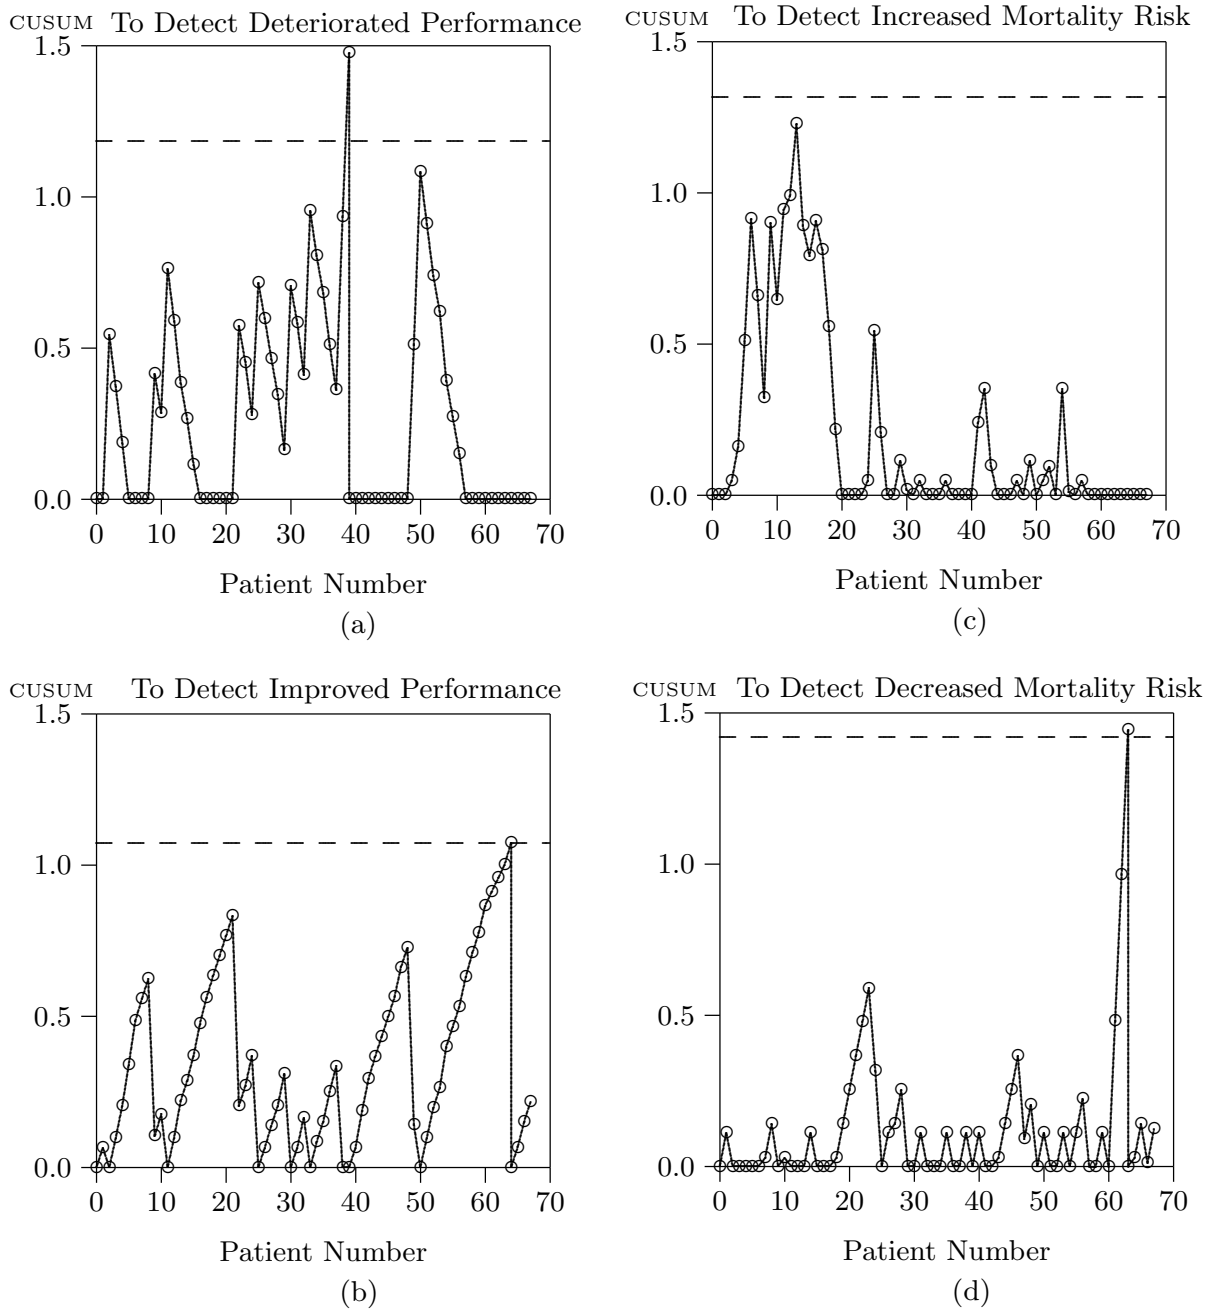 CUSUM To Detect Deteriorated Performance
1.5
1.0
0.5
0.0
0 10 20 30 40 50 60 70
Patient Number
(a)
CUSUM To Detect Increased Mortality Risk
1.5
1.0
0.5
0.0
0 10 20 30 40 50 60 70
Patient Number
(c)
CUSUM To Detect Improved Performance
1.5
1.0
0.5
0.0
0 10 20 30 40 50 60 70
Patient Number
(b)
CUSUM To Detect Decreased Mortality Risk
1.5
1.0
0.5
0.0
0 10 20 30 40 50 60 70
Patient Number
(d)